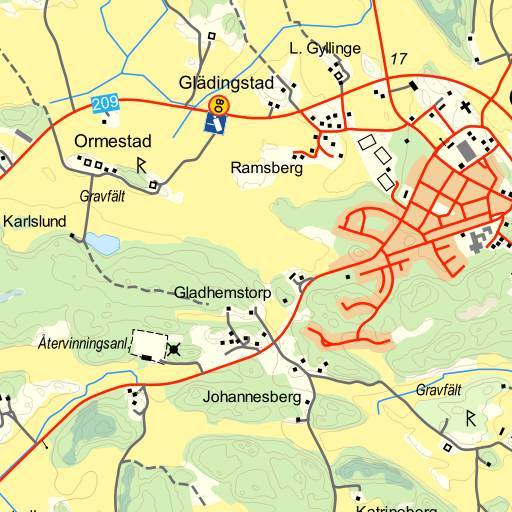 L. Gyllinge
17
Glädingstad
209
80
Ormestad
Ramsberg
Gravfält
Karlslund
Gladhemstorp
Återvinningsanl.
Gravfält
Johannesberg